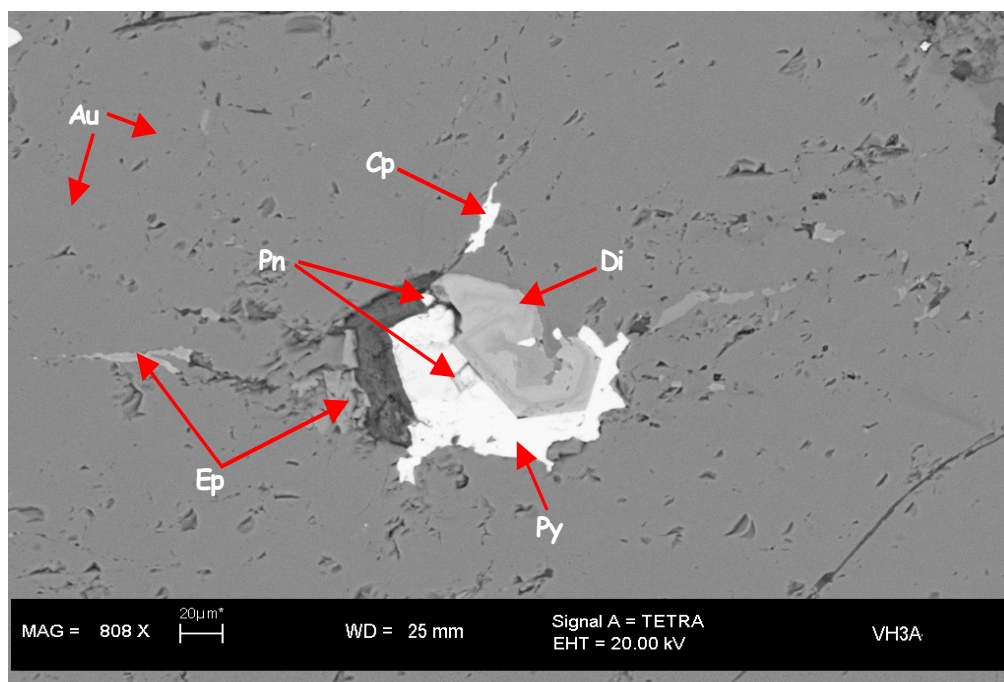 Au
Cp
Pn
Di
Ep
Py
MAG = 808 X
20µm*
WD = 25 mm
Signal A = TETRA
EHT = 20.00 kV
VH3A